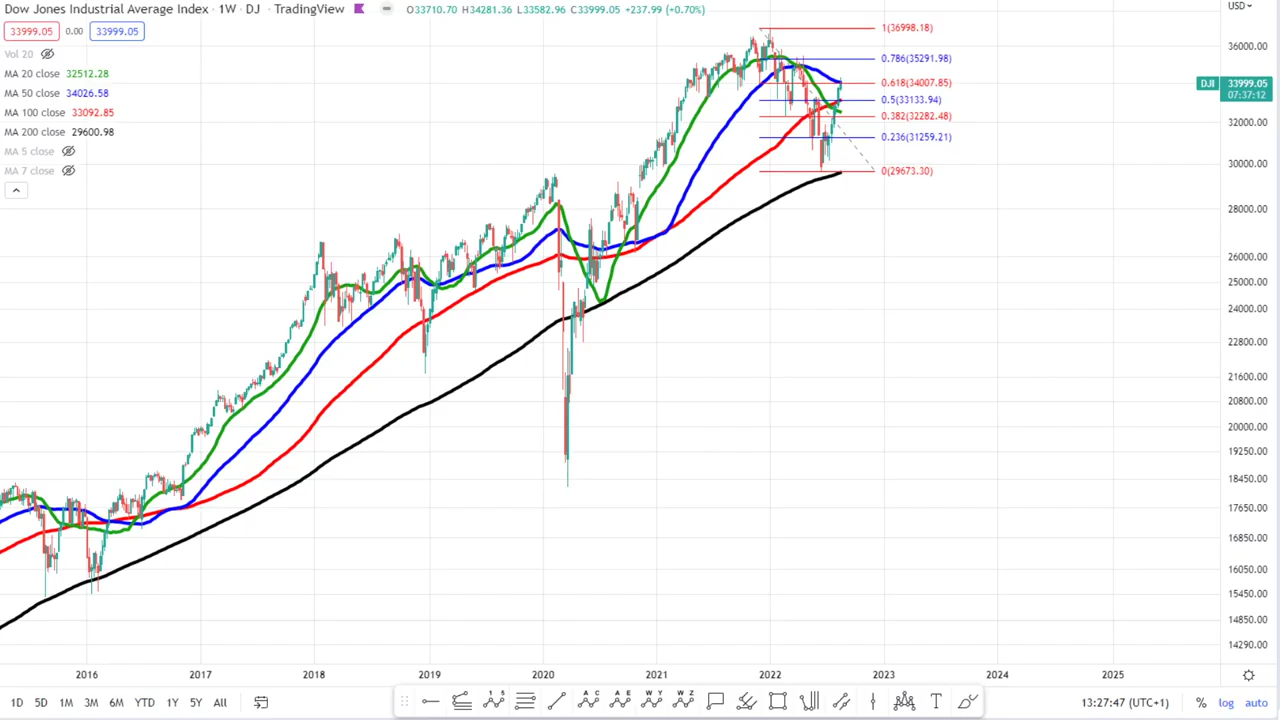 Dow Jones Industrial Average Index · 1W · DJ · TradingView O33710.70 H34281.36 L33582.96 C33999.05 +237.99 (+0.70%) USD
33999.05 0.00 33999.05
Vol 20
MA 20 close 32512.28
MA 50 close 34026.58
MA 100 close 33092.85
MA 200 close 29600.98
MA 5 close
MA 7 close
1(36998.18)
0.786(35291.98)
0.618(34007.85)
0.5(33133.94)
0.382(32282.48)
0.236(31259.21)
0(29673.30)
36000.00
DJI 33999.05
07:37:12
32000.00
30000.00
28000.00
26000.00
25000.00
24000.00
22800.00
21600.00
20800.00
20000.00
19250.00
18450.00
17650.00
16850.00
16050.00
15450.00
14850.00
14290.00
2016 2017 2018 2019 2020 2021 2022 2023 2024 2025
1D 5D 1M 3M 6M YTD 1Y 5Y All
1 5 A C A E W Y W Z T
13:27:47 (UTC+1) % log auto